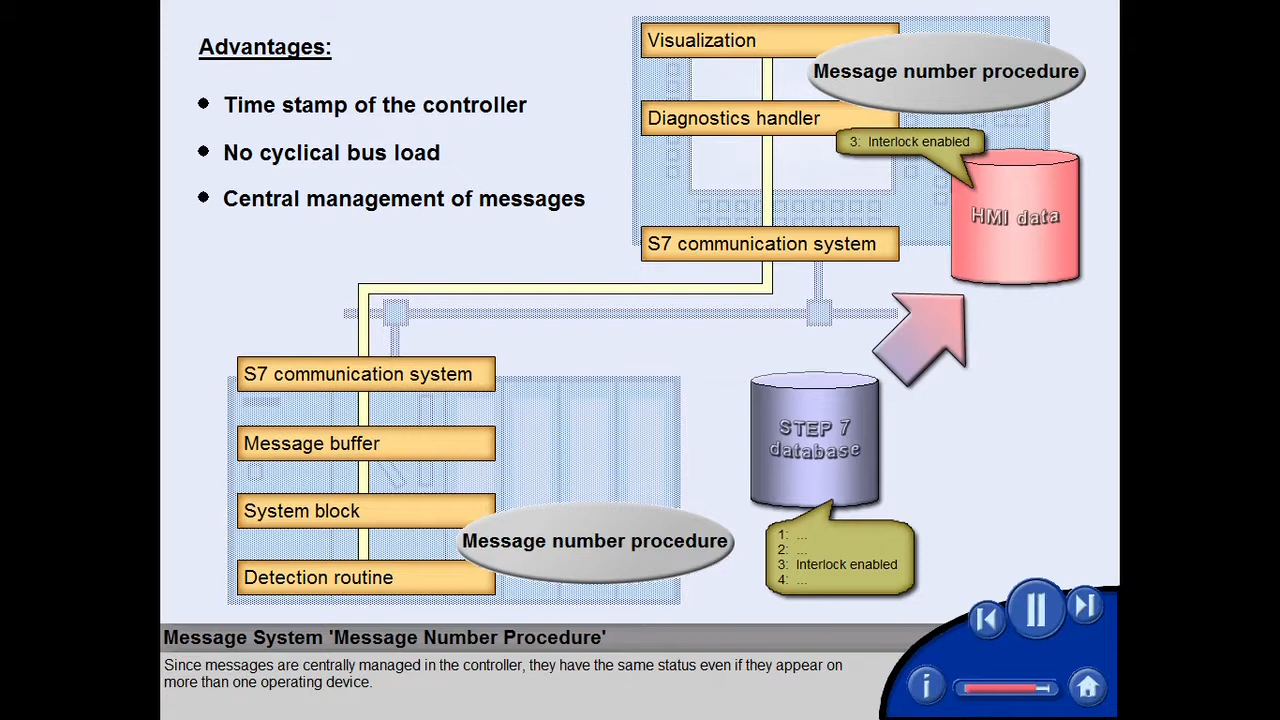 Advantages:
● Time stamp of the controller
● No cyclical bus load
● Central management of messages
Visualization
Message number procedure
Diagnostics handler
3: Interlock enabled
HMI data
S7 communication system
S7 communication system
Message buffer
System block
Message number procedure
Detection routine
STEP 7
database
1: ...
2: ...
3: Interlock enabled
4: ...
Message System 'Message Number Procedure'
Since messages are centrally managed in the controller, they have the same status even if they appear on
more than one operating device.
i